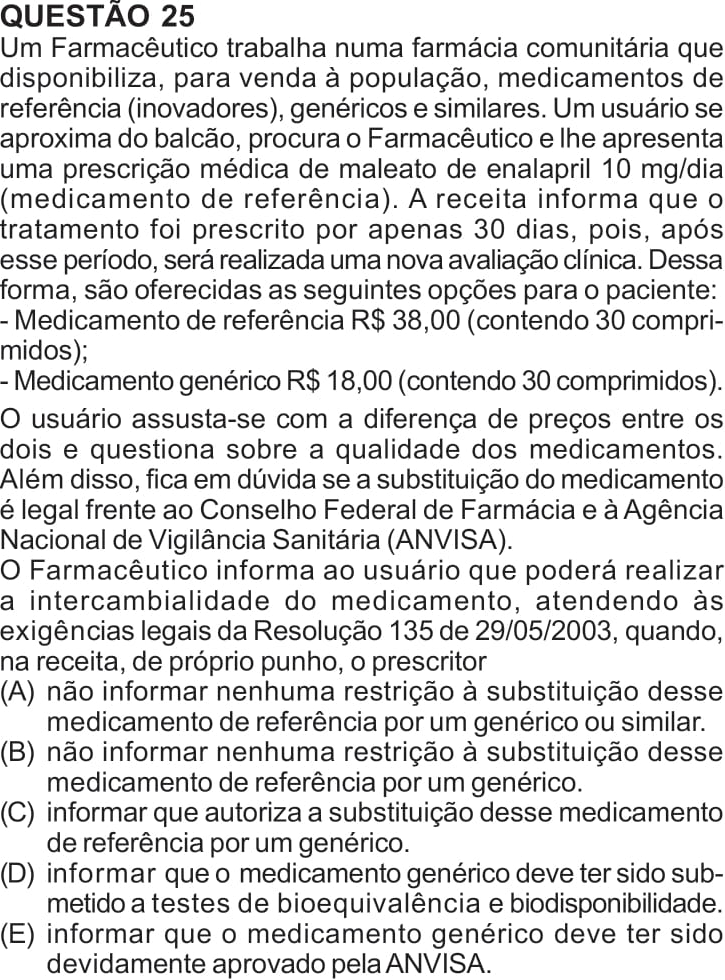 QUESTÃO 25
Um Farmacêutico trabalha numa farmácia comunitária que
disponibiliza, para venda à população, medicamentos de
referência (inovadores), genéricos e similares. Um usuário se
aproxima do balcão, procura o Farmacêutico e lhe apresenta
uma prescrição médica de maleato de enalapril 10 mg/dia
(medicamento de referência). A receita informa que o
tratamento foi prescrito por apenas 30 dias, pois, após
esse período, será realizada uma nova avaliação clínica. Dessa
forma, são oferecidas as seguintes opções para o paciente:
- Medicamento de referência R$ 38,00 (contendo 30 compri-
midos);
- Medicamento genérico R$ 18,00 (contendo 30 comprimidos).
O usuário assusta-se com a diferença de preços entre os
dois e questiona sobre a qualidade dos medicamentos.
Além disso, fica em dúvida se a substituição do medicamento
é legal frente ao Conselho Federal de Farmácia e à Agência
Nacional de Vigilância Sanitária (ANVISA).
O Farmacêutico informa ao usuário que poderá realizar
a intercambialidade do medicamento, atendendo às
exigências legais da Resolução 135 de 29/05/2003, quando,
na receita, de próprio punho, o prescritor
(A) não informar nenhuma restrição à substituição desse
medicamento de referência por um genérico ou similar.
(B) não informar nenhuma restrição à substituição desse
medicamento de referência por um genérico.
(C) informar que autoriza a substituição desse medicamento
de referência por um genérico.
(D) informar que o medicamento genérico deve ter sido sub-
metido a testes de bioequivalência e biodisponibilidade.
(E) informar que o medicamento genérico deve ter sido
devidamente aprovado pela ANVISA.